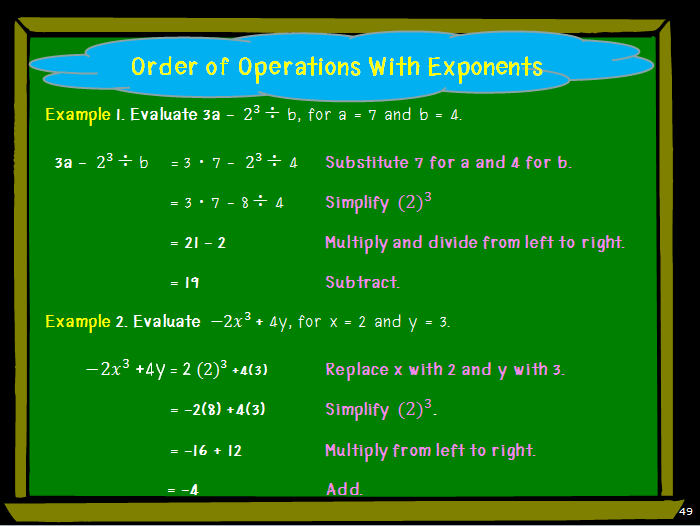 Order of Operations With Exponents
Example 1. Evaluate 3a – 2³ ÷ b, for a = 7 and b = 4.
3a – 2³ ÷ b = 3 • 7 – 2³ ÷ 4 Substitute 7 for a and 4 for b.
= 3 • 7 – 8 ÷ 4 Simplify (2)³
= 21 – 2 Multiply and divide from left to right.
= 19 Subtract.
Example 2. Evaluate −2x³ + 4y, for x = 2 and y = 3.
−2x³ +4y = 2 (2)³ +4(3) Replace x with 2 and y with 3.
= –2(8) +4(3) Simplify (2)³.
= –16 + 12 Multiply from left to right.
= –4 Add.
49